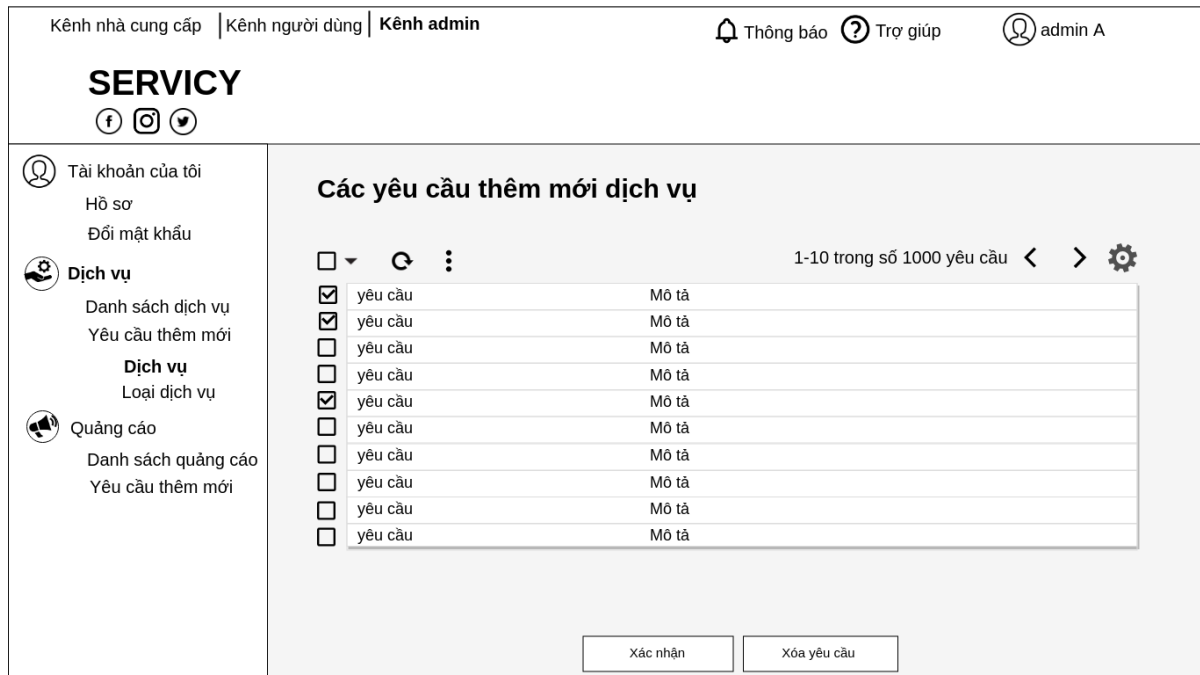 Kênh nhà cung cấp Kênh người dùng Kênh admin Thông báo Trợ giúp admin A
SERVICY
Tài khoản của tôi
Hồ sơ
Đổi mật khẩu
Dịch vụ
Danh sách dịch vụ
Yêu cầu thêm mới
Dịch vụ
Loại dịch vụ
Quảng cáo
Danh sách quảng cáo
Yêu cầu thêm mới
Các yêu cầu thêm mới dịch vụ
1-10 trong số 1000 yêu cầu
yêu cầu Mô tả
yêu cầu Mô tả
yêu cầu Mô tả
yêu cầu Mô tả
yêu cầu Mô tả
yêu cầu Mô tả
yêu cầu Mô tả
yêu cầu Mô tả
yêu cầu Mô tả
yêu cầu Mô tả
Xác nhận Xóa yêu cầu